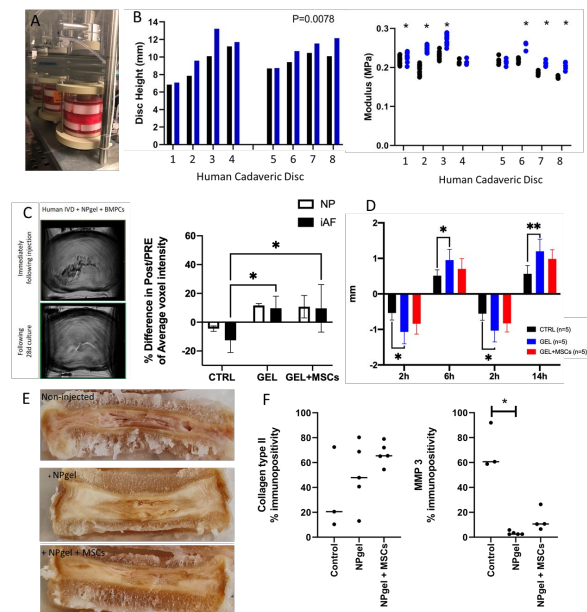 A
B
P=0.0078
Disc Height (mm)
14
12
10
8
6
4
2
0
1 2 3 4 5 6 7 8
Human Cadaveric Disc
Modulus (MPa)
0.3
0.2
0.1
0.0
* * * * * *
1 2 3 4 5 6 7 8
Human Cadaveric Disc
C
Human IVD + NPgel + BMPCs
Immediately
following injection
Following
28d culture
% Difference in Post/PRE
of Average voxel intensity
60
40
20
0
-20
NP
iAF
*
*
CTRL GEL GEL+MSCs
D
mm
2
1
0
-1
-2
*
**
*
*
CTRL (n=5)
GEL (n=5)
GEL+MSCs (n=5)
2h 6h 2h 14h
E
Non-injected
+ NPgel
+ NPgel + MSCs
F
Collagen type II
% immunopositivity
100
80
60
40
20
0
Control
NPgel
NPgel + MSCs
MMP 3
% immunopositivity
100
80
60
40
20
0
*
Control
NPgel
NPgel + MSCs